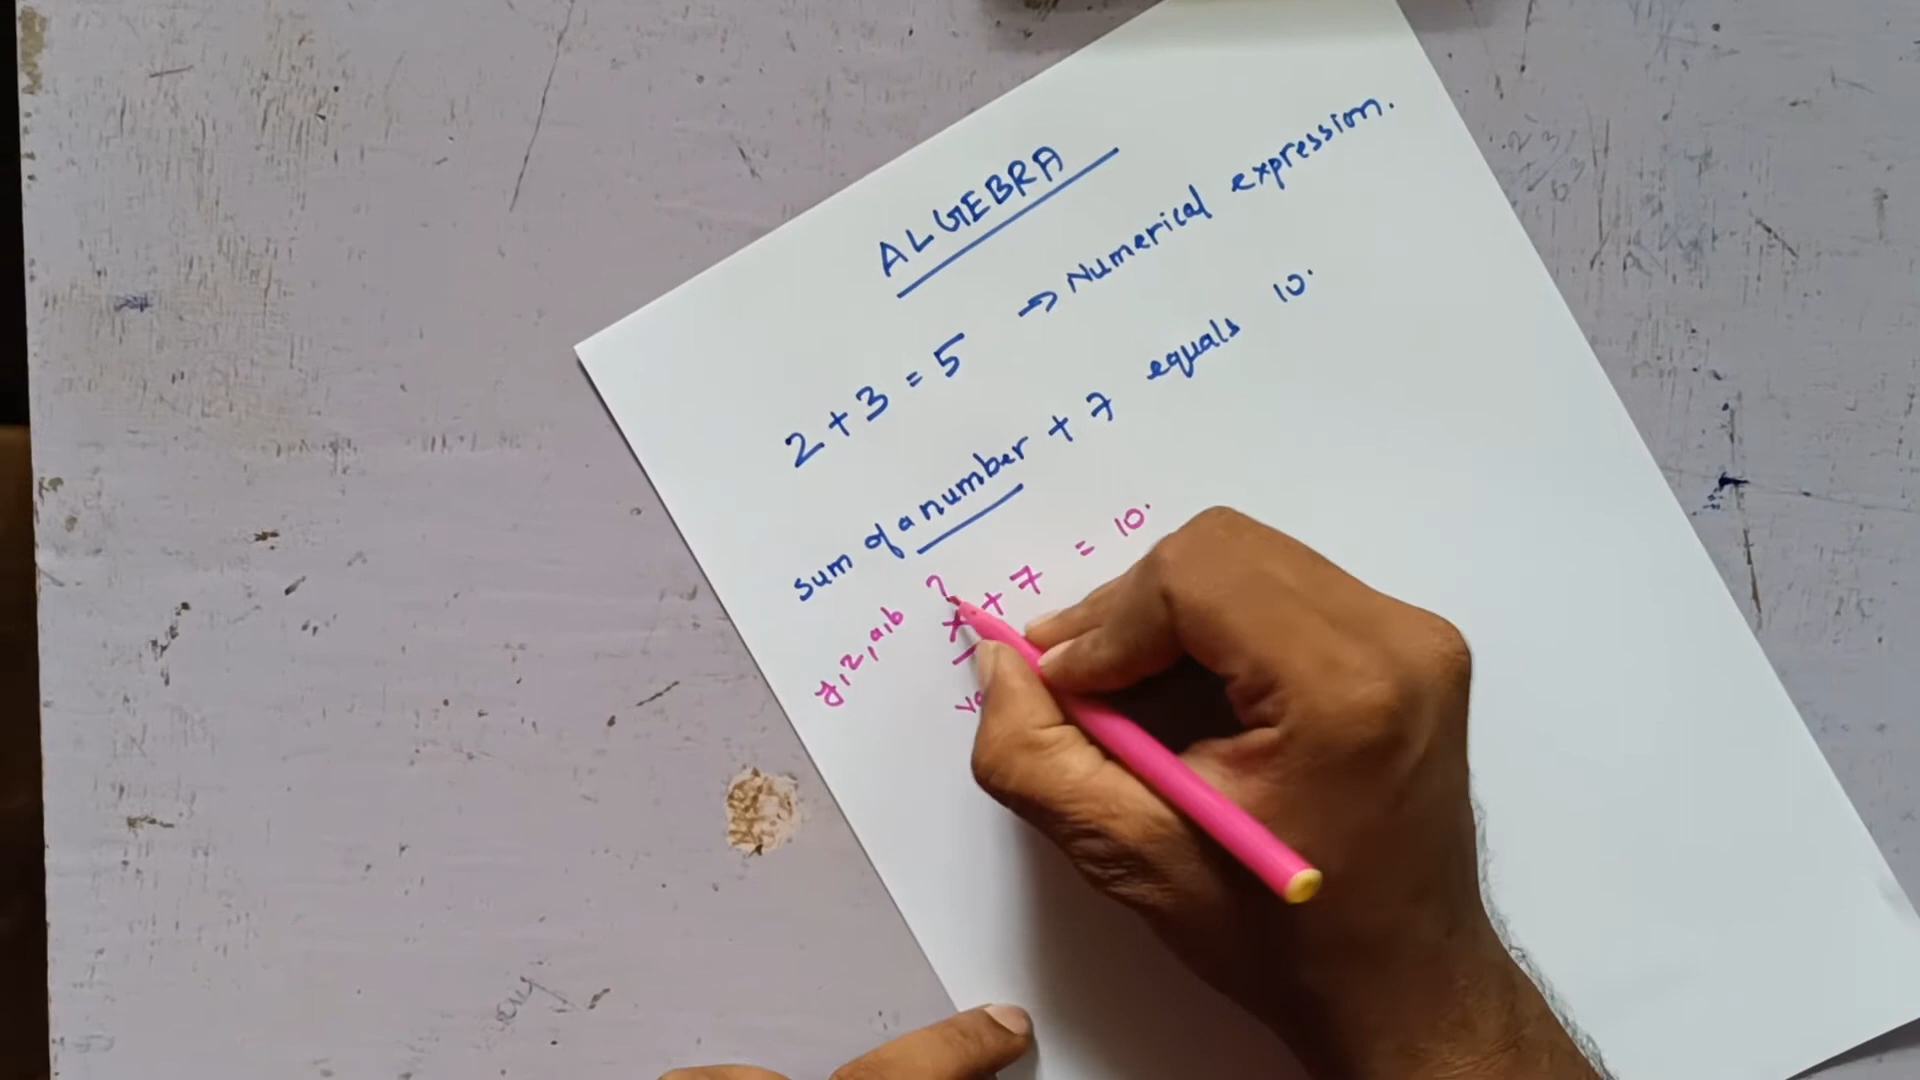 ALGEBRA
2 + 3 = 5 → Numerical expression.
sum of a number + 7 equals 10.
?
x + 7 = 10.
y, z, a, b